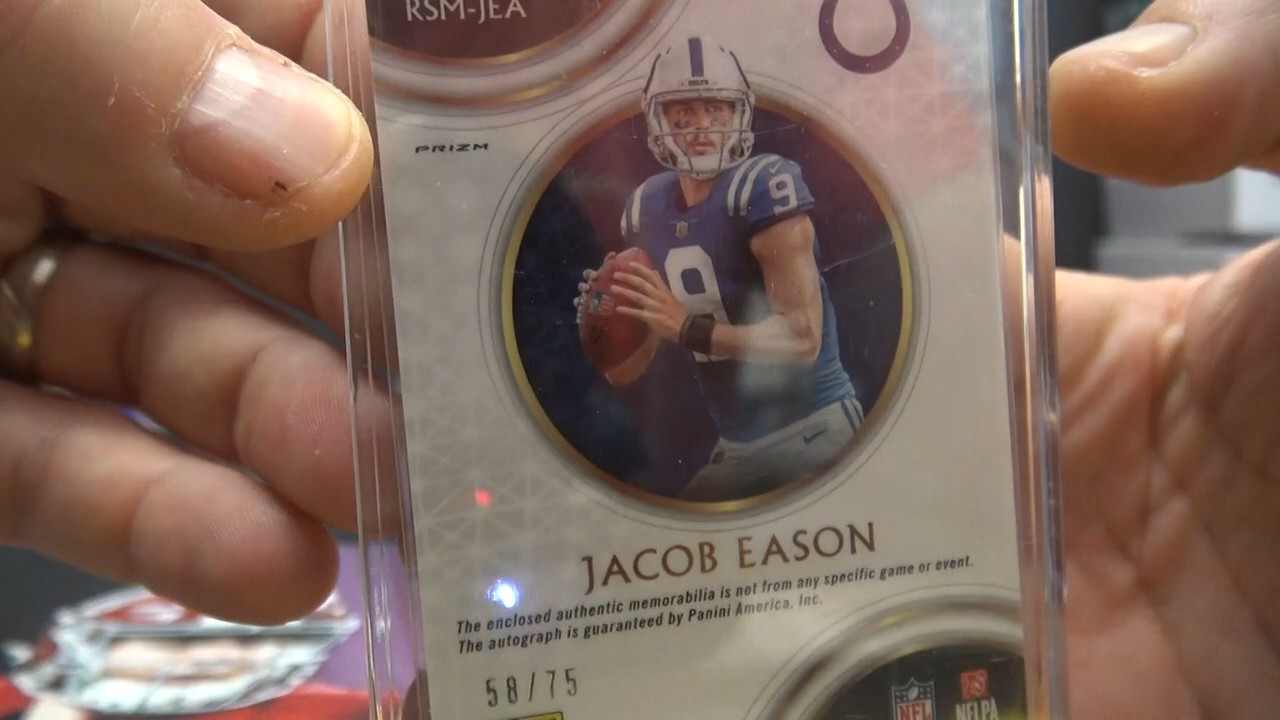 RSM-JEA
PRIZM
COLTS
9
9
JACOB EASON
The enclosed authentic memorabilia is not from any specific game or event.
The autograph is guaranteed by Panini America, Inc.
58/75
NFL
NFLPA